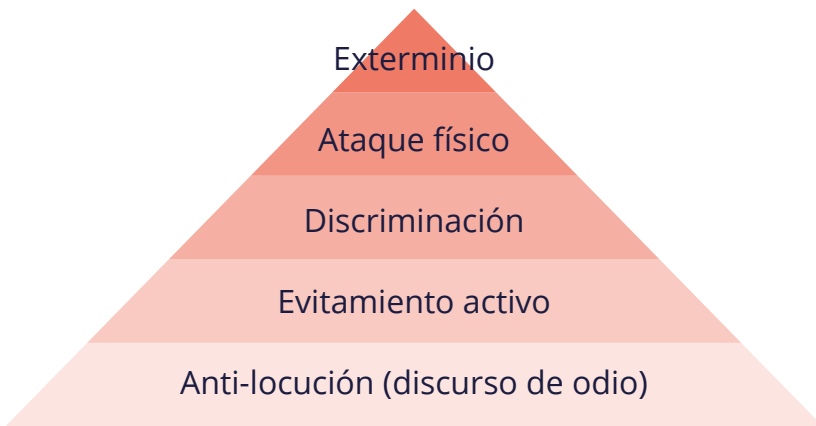 Exterminio
Ataque físico
Discriminación
Evitamiento activo
Anti-locución (discurso de odio)